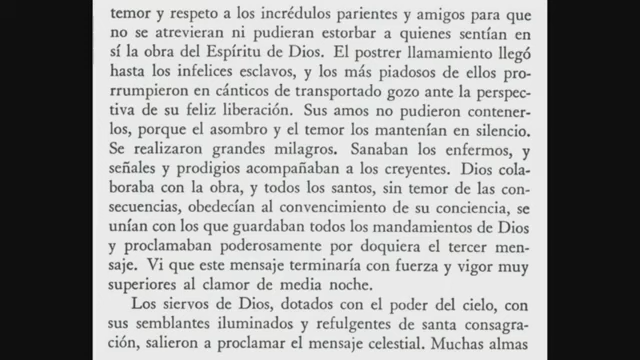 temor y respeto a los incrédulos parientes y amigos para que
no se atrevieran ni pudieran estorbar a quienes sentían en
sí la obra del Espíritu de Dios. El postrer llamamiento llegó
hasta los infelices esclavos, y los más piadosos de ellos pro-
rrumpieron en cánticos de transportado gozo ante la perspec-
tiva de su feliz liberación. Sus amos no pudieron contener-
los, porque el asombro y el temor los mantenían en silencio.
Se realizaron grandes milagros. Sanaban los enfermos, y
señales y prodigios acompañaban a los creyentes. Dios cola-
boraba con la obra, y todos los santos, sin temor de las con-
secuencias, obedecían al convencimiento de su conciencia, se
unían con los que guardaban todos los mandamientos de Dios
y proclamaban poderosamente por doquiera el tercer men-
saje. Vi que este mensaje terminaría con fuerza y vigor muy
superiores al clamor de media noche.
Los siervos de Dios, dotados con el poder del cielo, con
sus semblantes iluminados y refulgentes de santa consagra-
ción, salieron a proclamar el mensaje celestial. Muchas almas